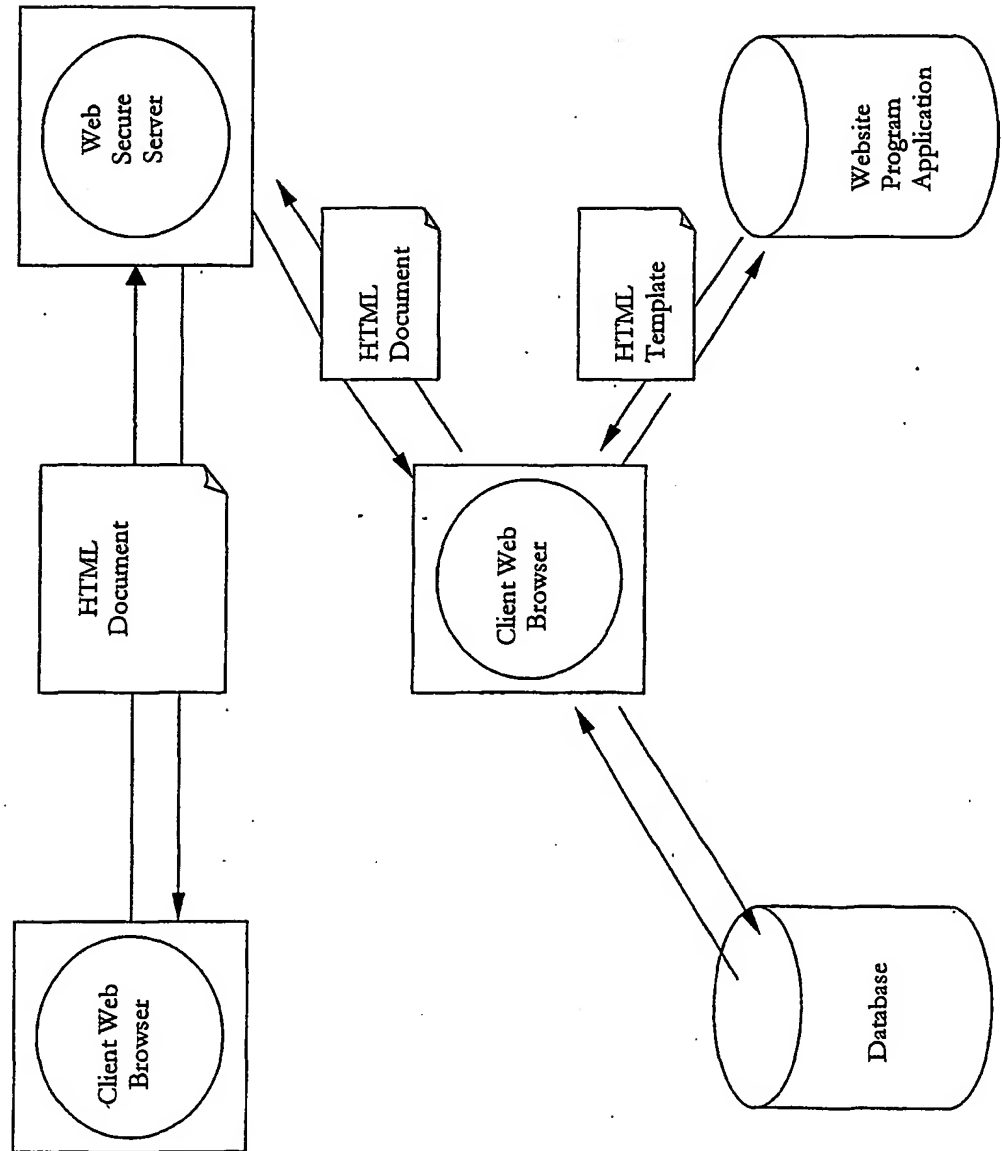 Client Web
Browser
HTML
Document
Web
Secure
Server
HTML
Document
Client Web
Browser
HTML
Template
Database
Website
Program
Application